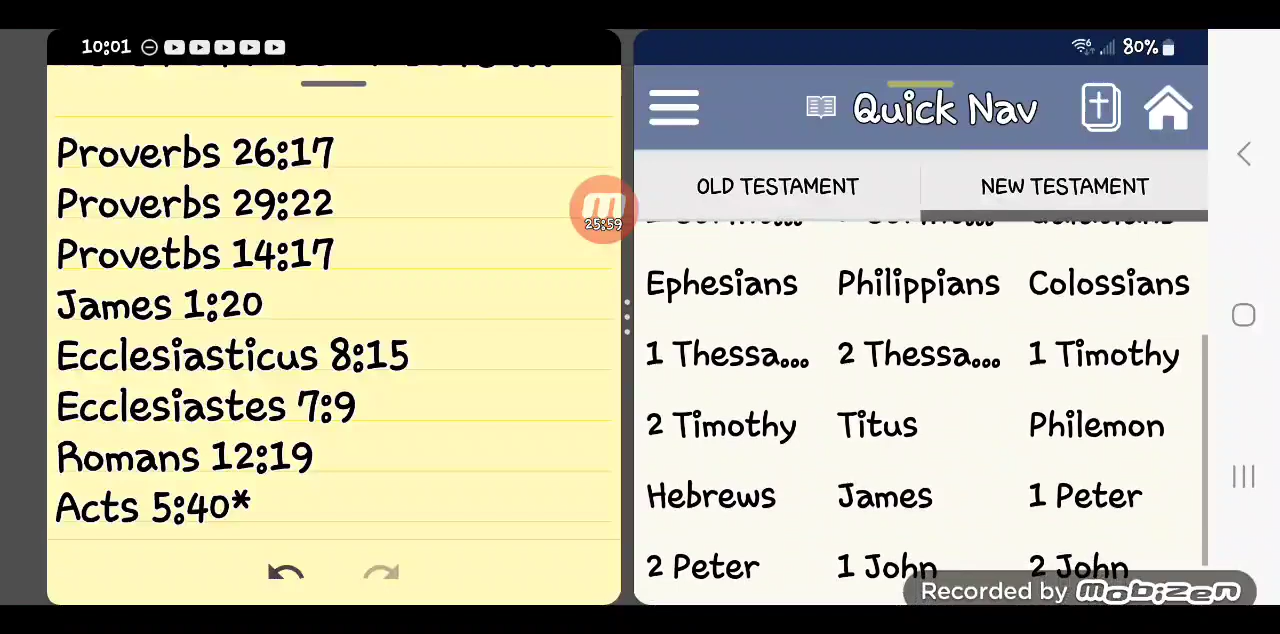 10:01
Proverbs 26:17
Proverbs 29:22
Provetbs 14:17
James 1:20
Ecclesiasticus 8:15
Ecclesiastes 7:9
Romans 12:19
Acts 5:40*
25:59
80%
Quick Nav
OLD TESTAMENT NEW TESTAMENT
Ephesians Philippians Colossians
1 Thessa... 2 Thessa... 1 Timothy
2 Timothy Titus Philemon
Hebrews James 1 Peter
2 Peter 1 John 2 John
Recorded by Mobizen